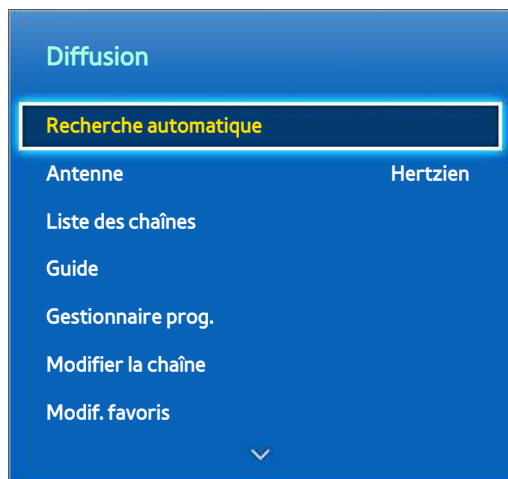 Diffusion
Recherche automatique
Antenne Hertzien
Liste des chaînes
Guide
Gestionnaire prog.
Modifier la chaîne
Modif. favoris